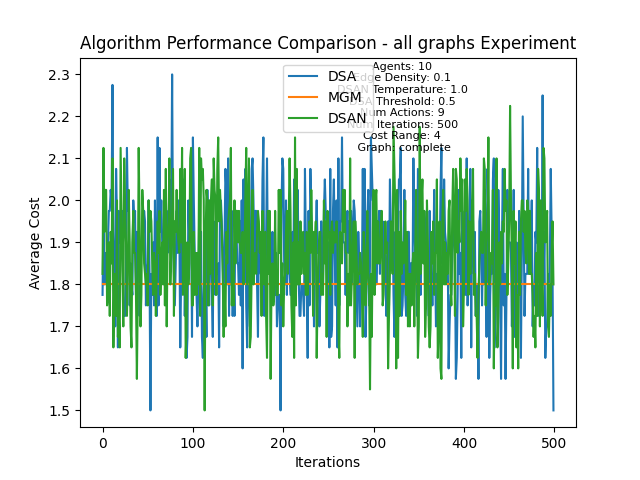 Algorithm Performance Comparison - all graphs Experiment
DSA
MGM
DSAN
Agents: 10
Edge Density: 0.1
DSAN Temperature: 1.0
DSA Threshold: 0.5
Num Actions: 9
Num Iterations: 500
Cost Range: 4
Graph: complete
2.3
2.2
2.1
2.0
1.9
1.8
1.7
1.6
1.5
Average Cost
0
100
200
300
400
500
Iterations